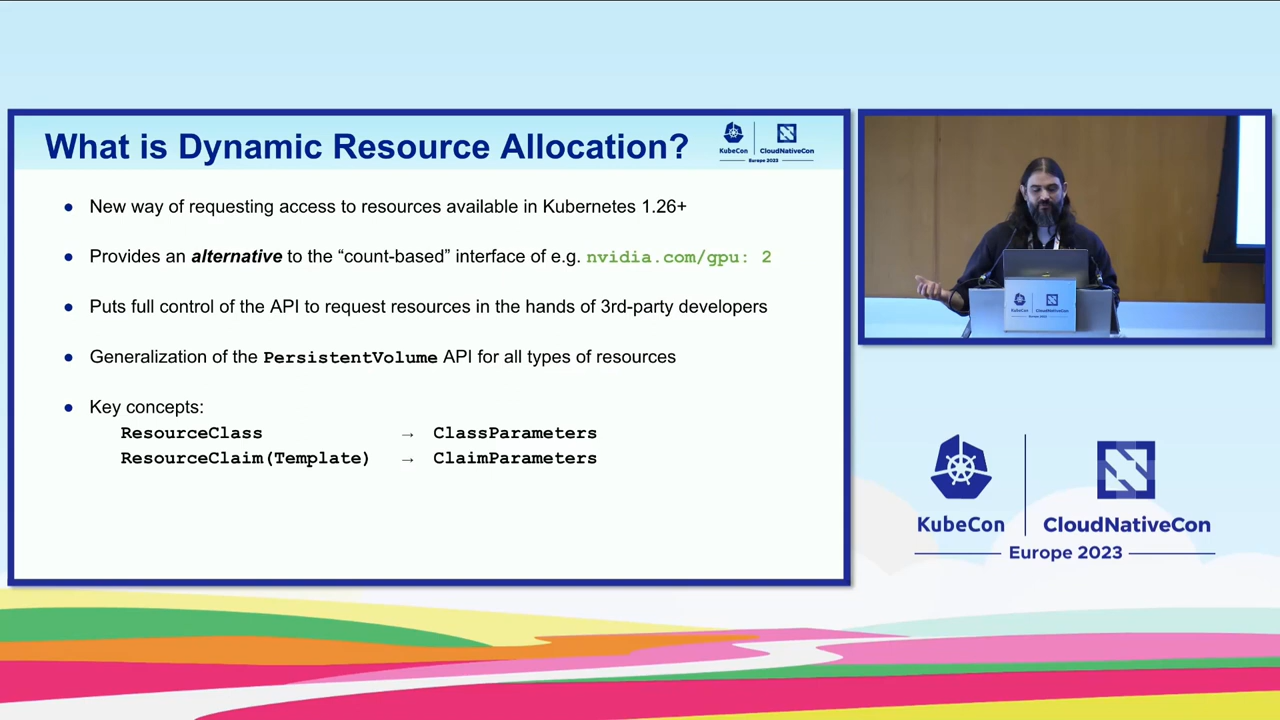 What is Dynamic Resource Allocation?
KubeCon
CloudNativeCon
Europe 2023
● New way of requesting access to resources available in Kubernetes 1.26+
● Provides an alternative to the “count-based” interface of e.g. nvidia.com/gpu: 2
● Puts full control of the API to request resources in the hands of 3rd-party developers
● Generalization of the PersistentVolume API for all types of resources
● Key concepts:
ResourceClass → ClassParameters
ResourceClaim(Template) → ClaimParameters
KubeCon
CloudNativeCon
Europe 2023